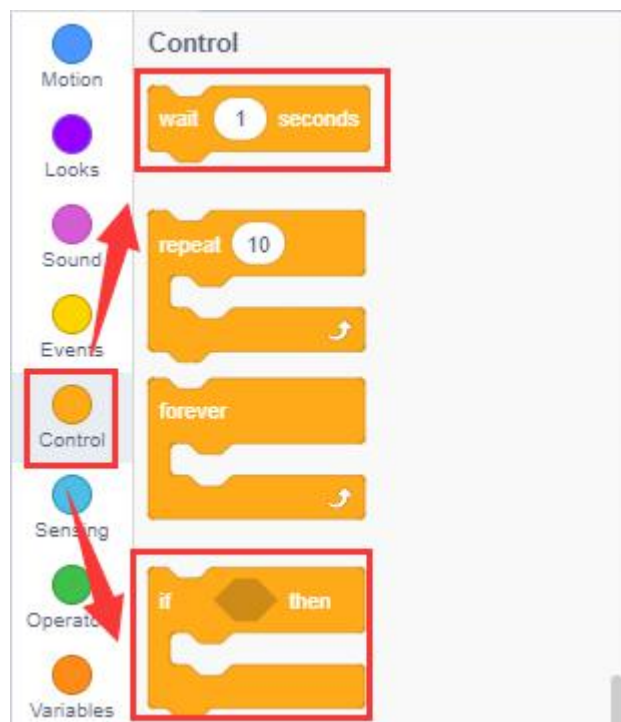 Motion
Looks
Sound
Events
Control
Sensing
Operators
Variables
Control
wait 1 seconds
repeat 10
forever
if then